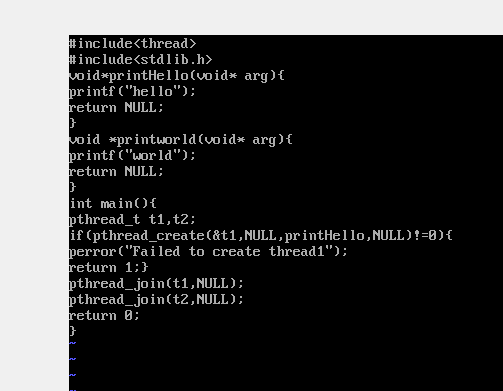 #include<thread>
#include<stdlib.h>
void*printHello(void* arg){
printf("hello");
return NULL;
}
void *printworld(void* arg){
printf("world");
return NULL;
}
int main(){
pthread_t t1,t2;
if(pthread_create(&t1,NULL,printHello,NULL)!=0){
perror("Failed to create thread1");
return 1;}
pthread_join(t1,NULL);
pthread_join(t2,NULL);
return 0;
}
~
~
~
~